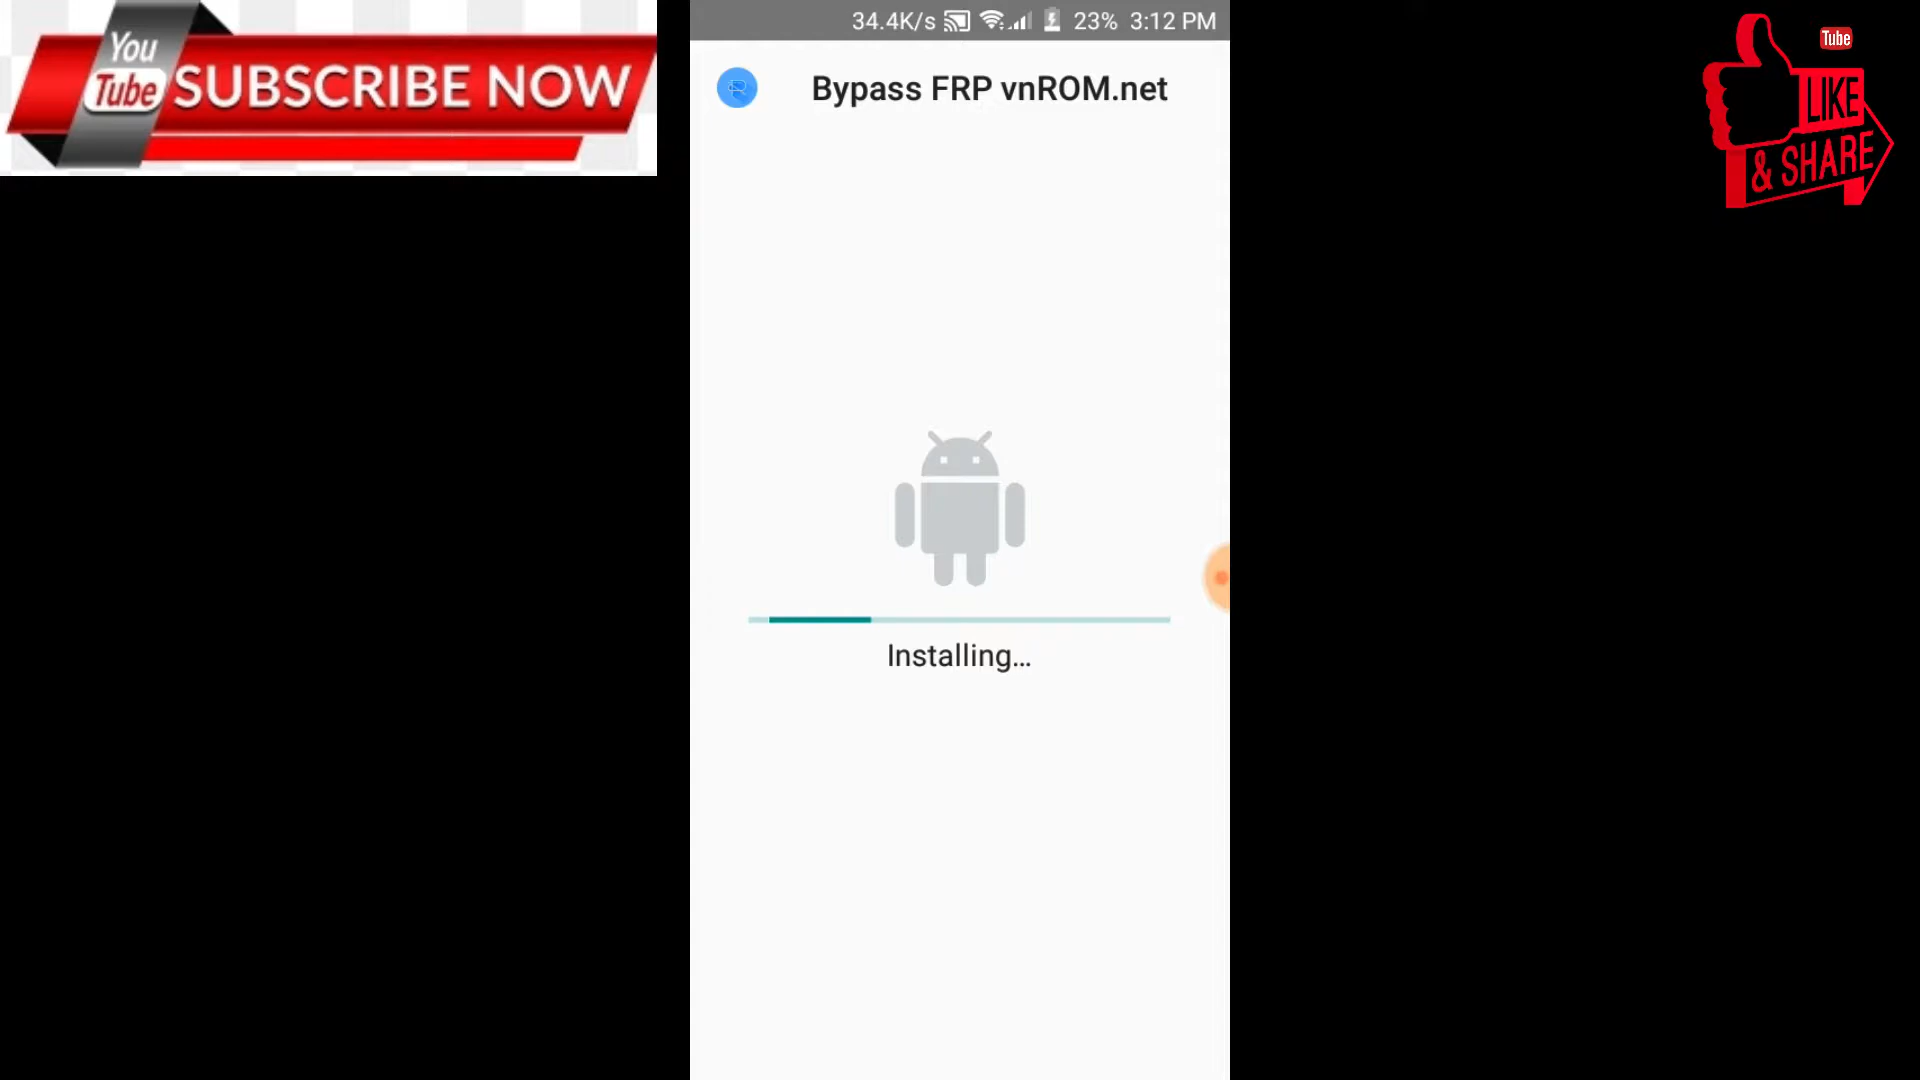 You
Tube
SUBSCRIBE NOW
34.4K/s 23% 3:12 PM
Bypass FRP vnROM.net
Installing...
Tube
LIKE
& SHARE